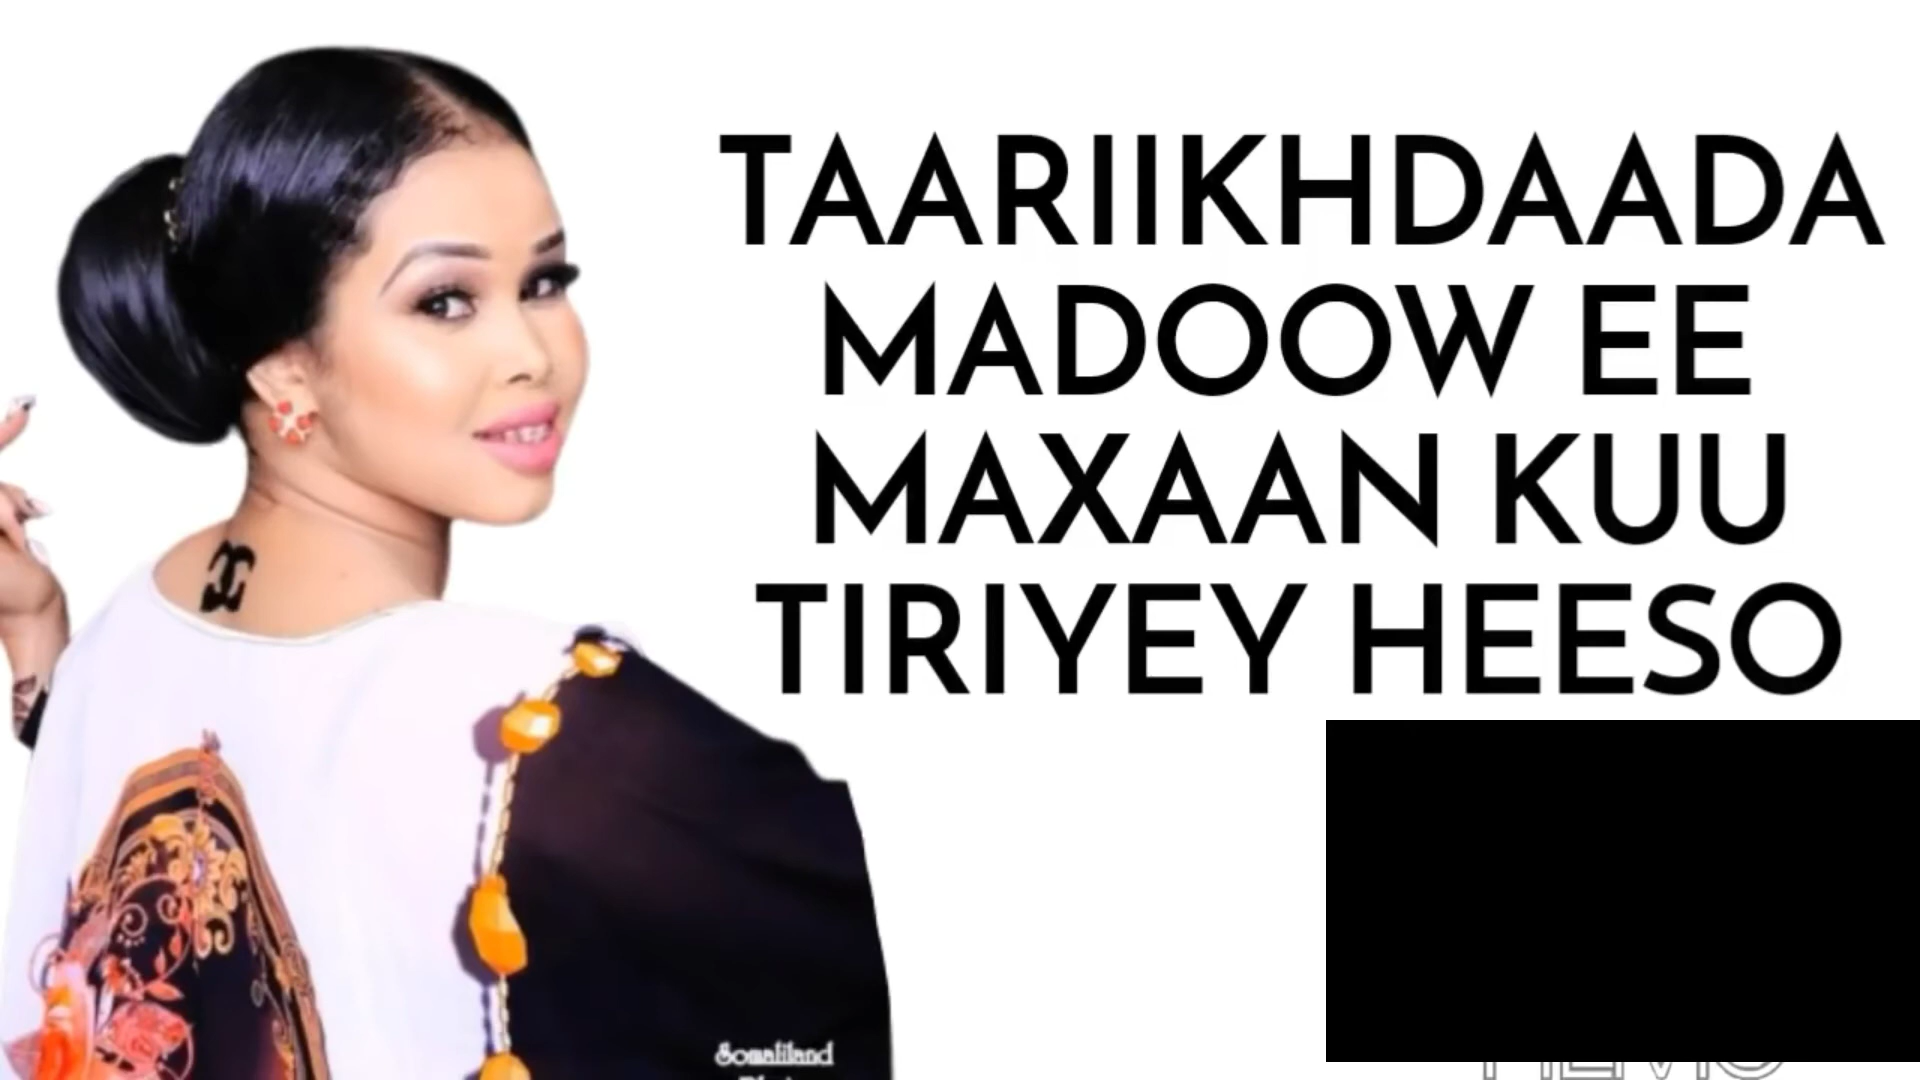 TAARIIKHDAADA
MADOOW EE
MAXAAN KUU
TIRIYEY HEESO
Somaliland